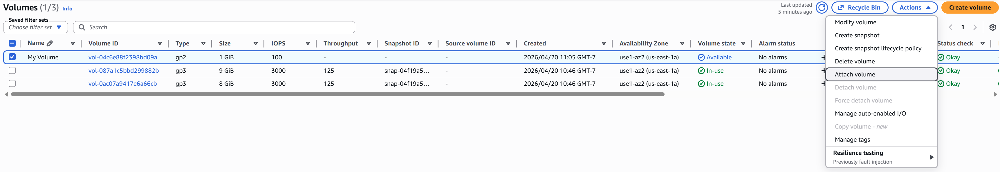 Volumes (1/3) Info
Last updated
5 minutes ago
Recycle Bin
Actions
Create volume
Saved filter sets
Choose filter set
Search
1
Name Volume ID Type Size IOPS Throughput Snapshot ID Source volume ID Created Availability Zone Volume state Alarm status Status check
My Volume vol-04c6e88f2398bd09a gp2 1 GiB 100 - - - 2026/04/20 11:05 GMT-7 use1-az2 (us-east-1a) Available No alarms + Okay
vol-087a1c5bbd299882b gp3 9 GiB 3000 125 snap-04f19a5... - 2026/04/20 10:46 GMT-7 use1-az2 (us-east-1a) In-use No alarms + Okay
vol-0ac07a9417e6a66cb gp3 8 GiB 3000 125 snap-04f19a5... - 2026/04/20 10:46 GMT-7 use1-az2 (us-east-1a) In-use No alarms + Okay
Modify volume
Create snapshot
Create snapshot lifecycle policy
Delete volume
Attach volume
Detach volume
Force detach volume
Manage auto-enabled I/O
Copy volume - new
Manage tags
Resilience testing
Previously fault injection